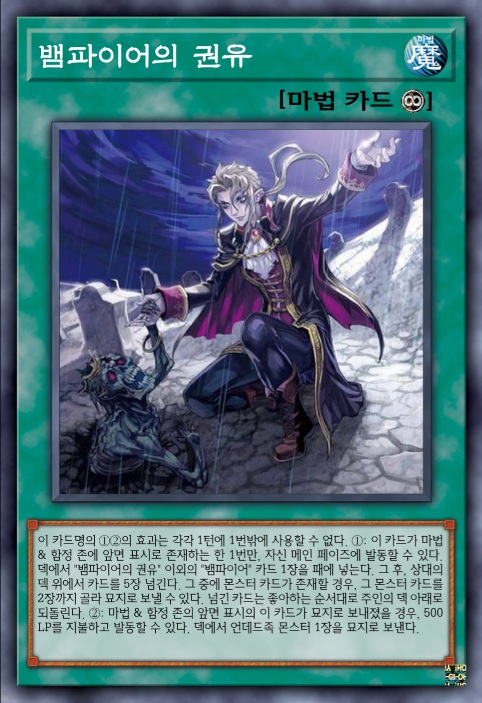 뱀파이어의 권유
마법
魔
[마법 카드 ♾]
이 카드명의 ①②의 효과는 각각 1턴에 1번밖에 사용할 수 없다. ①: 이 카드가 마법
& 함정 존에 앞면 표시로 존재하는 한 1번만, 자신 메인 페이즈에 발동할 수 있다.
덱에서 "뱀파이어의 권유" 이외의 "뱀파이어" 카드 1장을 패에 넣는다. 그 후, 상대의
덱 위에서 카드를 5장 넘긴다. 그 중에 몬스터 카드가 존재할 경우, 그 몬스터 카드를
2장까지 골라 묘지로 보낼 수 있다. 넘긴 카드는 좋아하는 순서대로 주인의 덱 아래로
되돌린다. ②: 마법 & 함정 존의 앞면 표시의 이 카드가 묘지로 보내졌을 경우, 500
LP를 지불하고 발동할 수 있다. 덱에서 언데드족 몬스터 1장을 묘지로 보낸다.